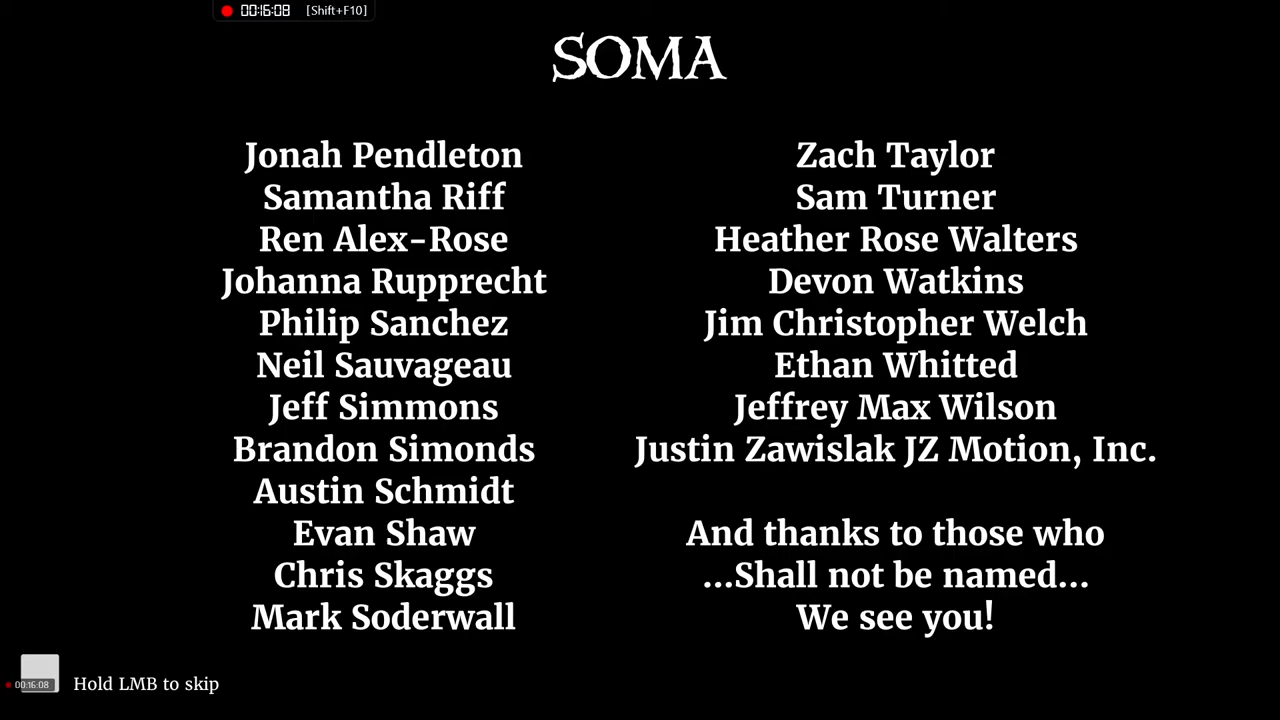 00:16:08 [Shift+F10]
SOMA
Jonah Pendleton
Samantha Riff
Ren Alex-Rose
Johanna Rupprecht
Philip Sanchez
Neil Sauvageau
Jeff Simmons
Brandon Simonds
Austin Schmidt
Evan Shaw
Chris Skaggs
Mark Soderwall
Zach Taylor
Sam Turner
Heather Rose Walters
Devon Watkins
Jim Christopher Welch
Ethan Whitted
Jeffrey Max Wilson
Justin Zawislak JZ Motion, Inc.
And thanks to those who
...Shall not be named...
We see you!
00:16:08
Hold LMB to skip